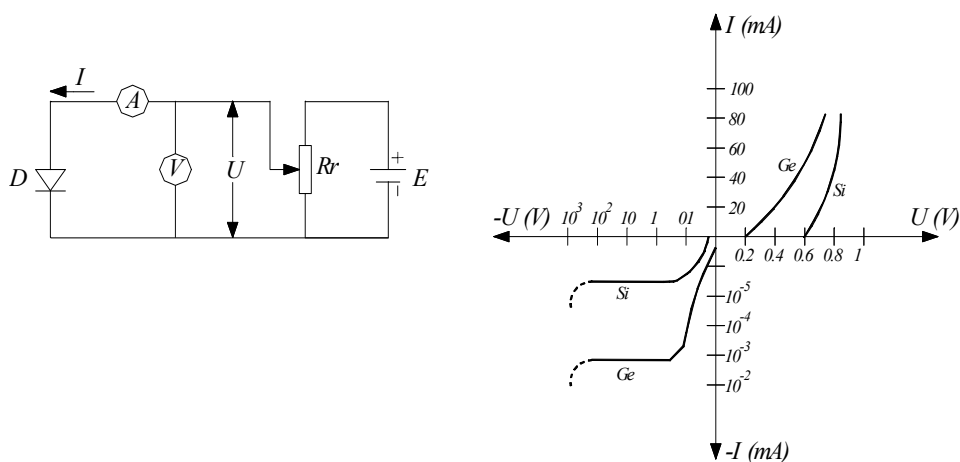 I
A
D
V
U
Rr
+
E
I (mA)
100
80
60
40
20
Ge
Si
-U (V) 10³ 10² 10 1 01
U (V)
0.2 0.4 0.6 0.8 1
Si
10⁻⁵
10⁻⁴
10⁻³
Ge
10⁻²
-I (mA)